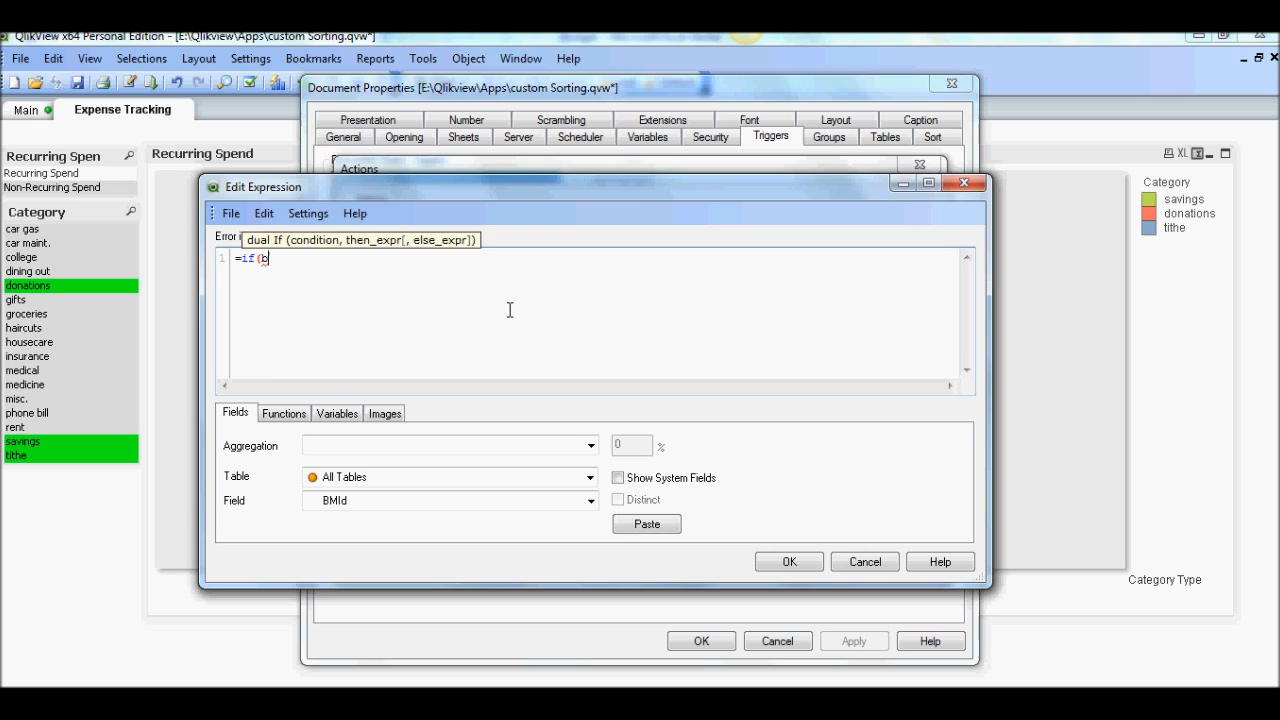 QlikView x64 Personal Edition - [E:\Qlikview\Apps\custom Sorting.qvw*]
File Edit View Selections Layout Settings Bookmarks Reports Tools Object Window Help
Main Expense Tracking
Document Properties [E:\Qlikview\Apps\custom Sorting.qvw*]
Presentation Number Scrambling Extensions Font Layout Caption
General Opening Sheets Server Scheduler Variables Security Triggers Groups Tables Sort
Actions
Recurring Spen
Recurring Spend
Non-Recurring Spend
Category
car gas
car maint.
college
dining out
donations
gifts
groceries
haircuts
housecare
insurance
medical
medicine
misc.
phone bill
rent
savings
tithe
Recurring Spend
XL
Category
savings
donations
tithe
Category Type
Edit Expression
File Edit Settings Help
Error
dual If (condition, then_expr[, else_expr])
1 =if(b
Fields Functions Variables Images
Aggregation 0 %
Table All Tables Show System Fields
Field BMId Distinct
Paste
OK Cancel Help
OK Cancel Apply Help